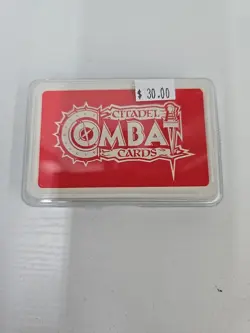 $ 30.00
CITADEL
COMBAT
CARDS